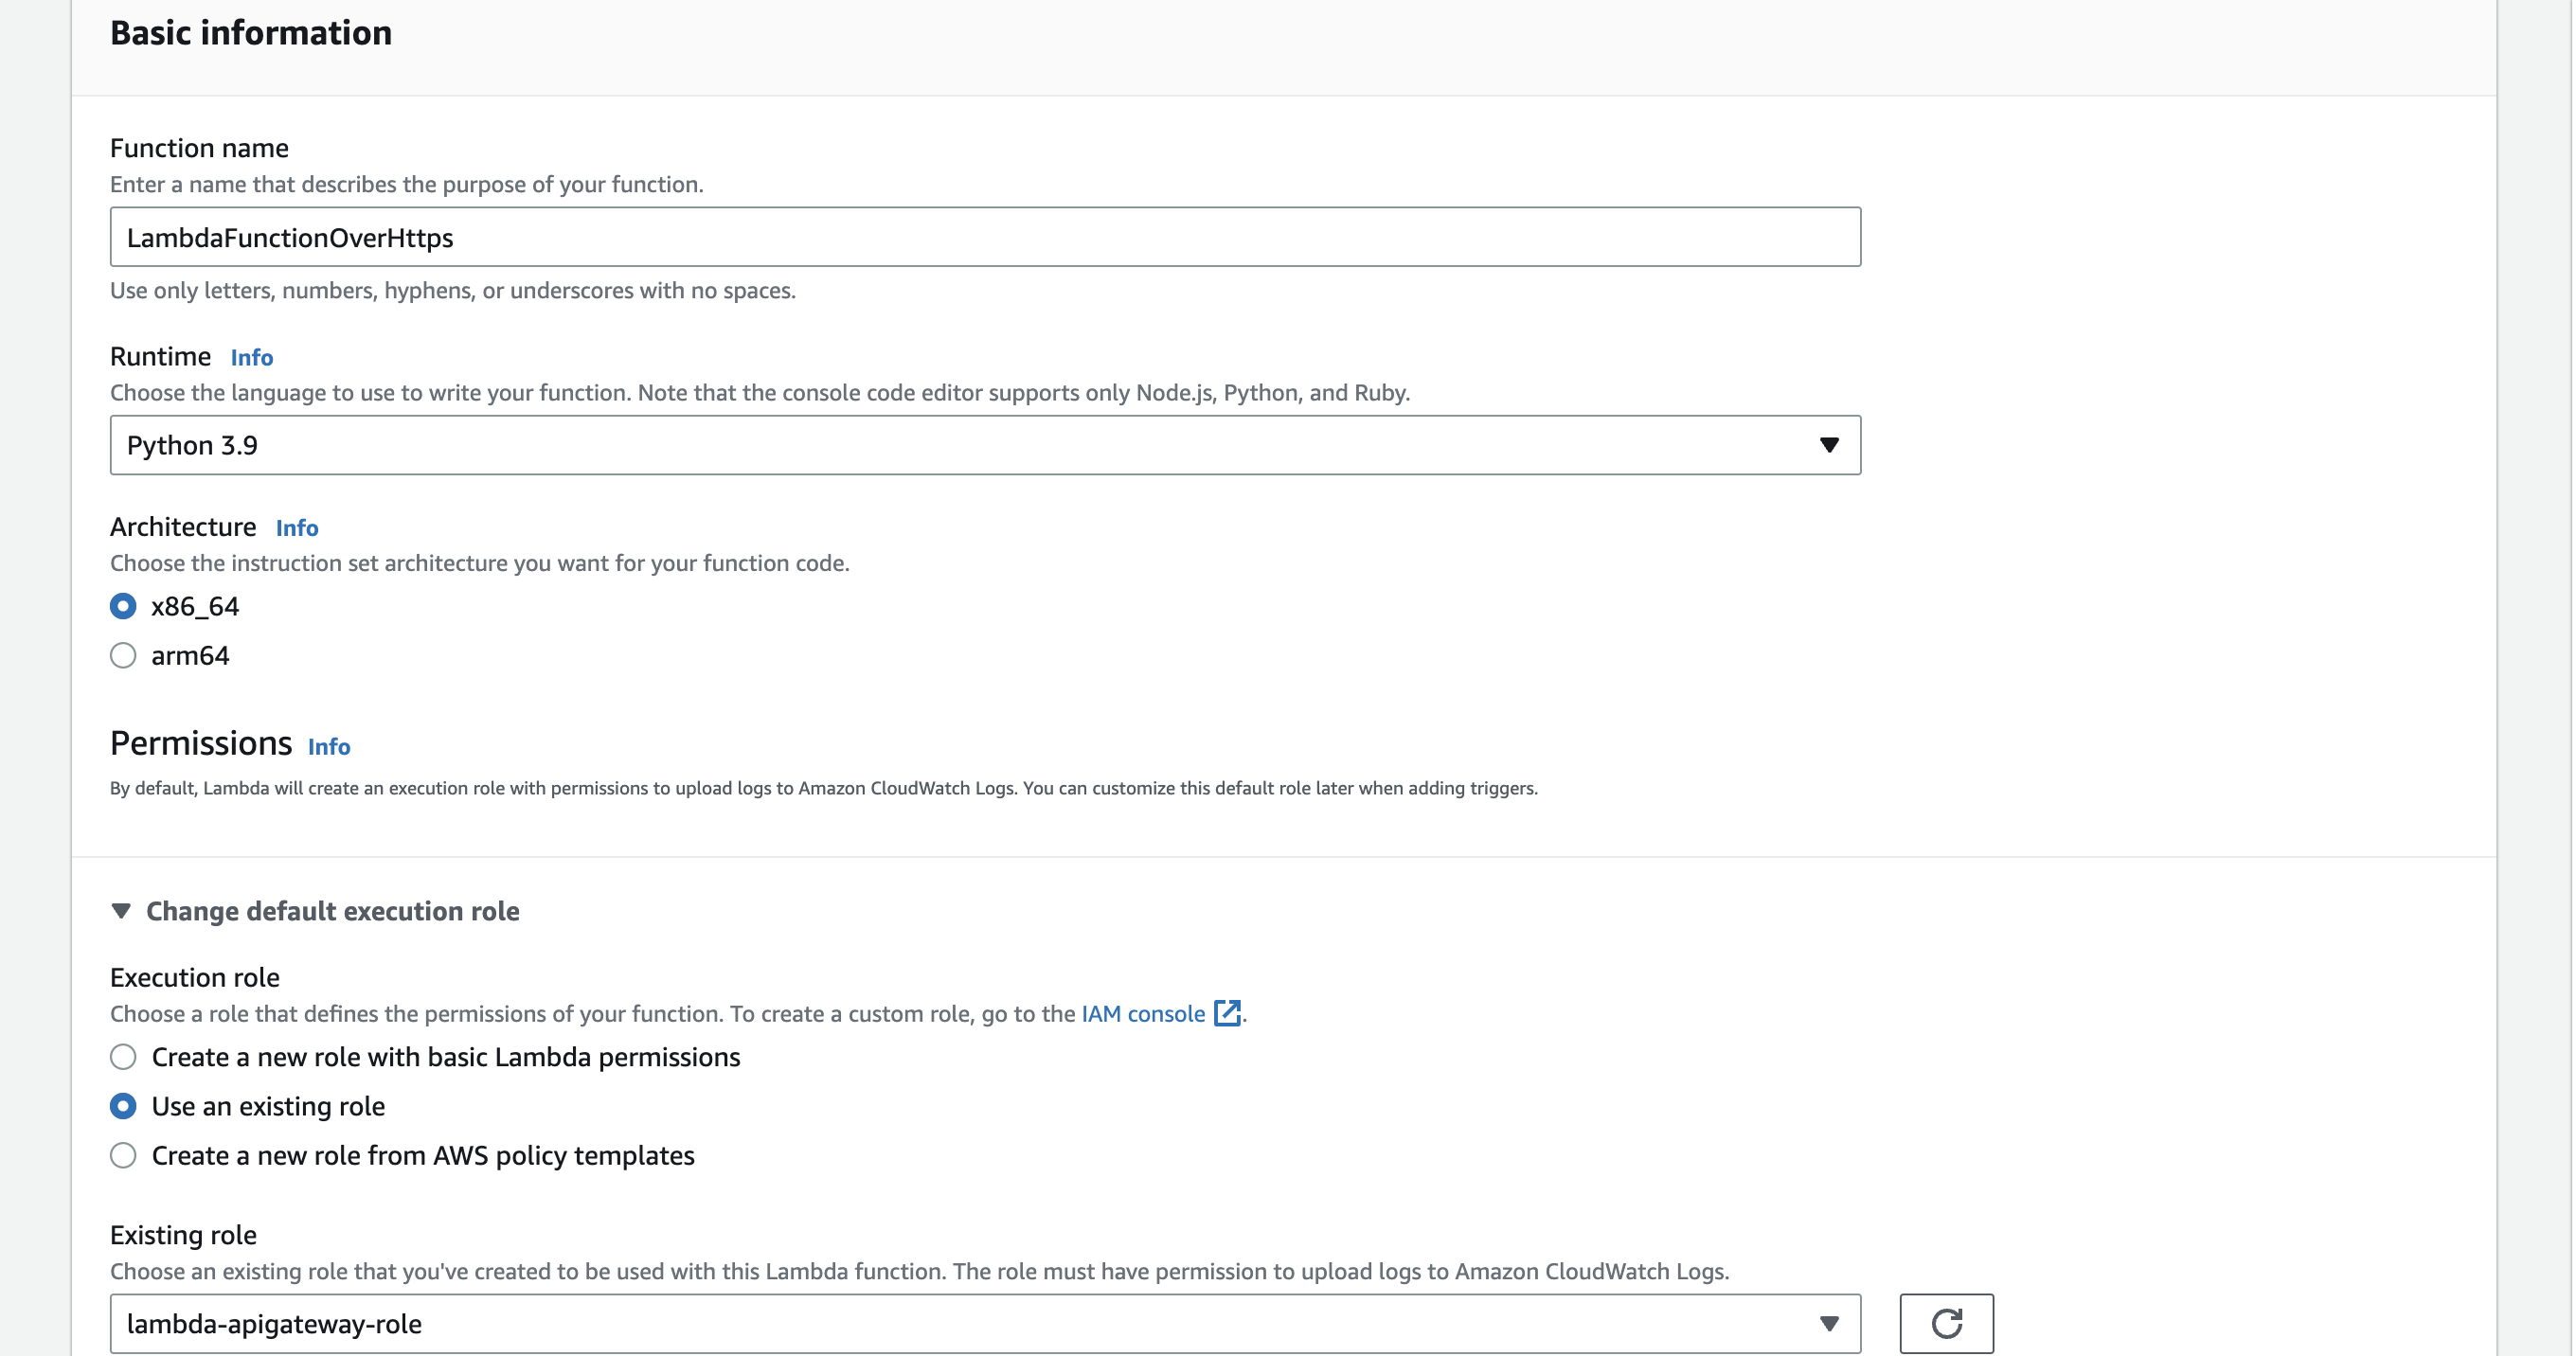 Basic information
Function name
Enter a name that describes the purpose of your function.
LambdaFunctionOverHttps
Use only letters, numbers, hyphens, or underscores with no spaces.
Runtime Info
Choose the language to use to write your function. Note that the console code editor supports only Node.js, Python, and Ruby.
Python 3.9
Architecture Info
Choose the instruction set architecture you want for your function code.
x86_64
arm64
Permissions Info
By default, Lambda will create an execution role with permissions to upload logs to Amazon CloudWatch Logs. You can customize this default role later when adding triggers.
Change default execution role
Execution role
Choose a role that defines the permissions of your function. To create a custom role, go to the IAM console.
Create a new role with basic Lambda permissions
Use an existing role
Create a new role from AWS policy templates
Existing role
Choose an existing role that you've created to be used with this Lambda function. The role must have permission to upload logs to Amazon CloudWatch Logs.
lambda-apigateway-role